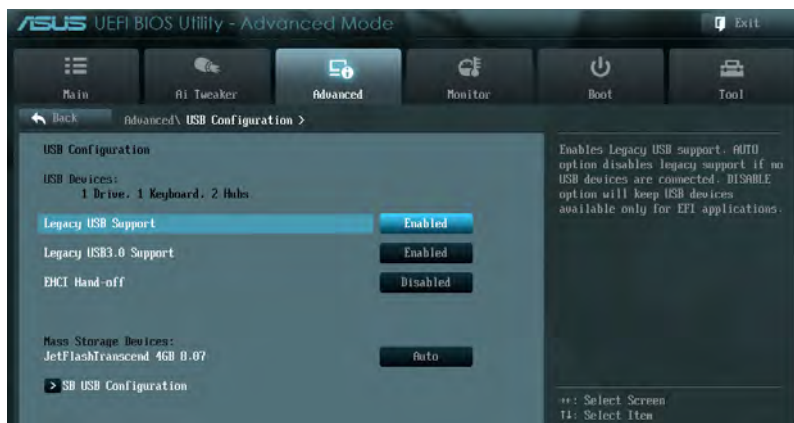 ASUS UEFI BIOS Utility - Advanced Mode
Exit
Main
Ai Tweaker
Advanced
Monitor
Boot
Tool
Back
Advanced\ USB Configuration >
USB Configuration
USB Devices:
1 Drive, 1 Keyboard, 2 Hubs
Legacy USB Support
Enabled
Legacy USB3.0 Support
Enabled
EHCI Hand-off
Disabled
Mass Storage Devices:
JetFlashTranscend 4GB 8.07
Auto
> SB USB Configuration
Enables Legacy USB support. AUTO
option disables legacy support if no
USB devices are connected. DISABLE
option will keep USB devices
available only for EFI applications.
→←: Select Screen
↑↓: Select Item